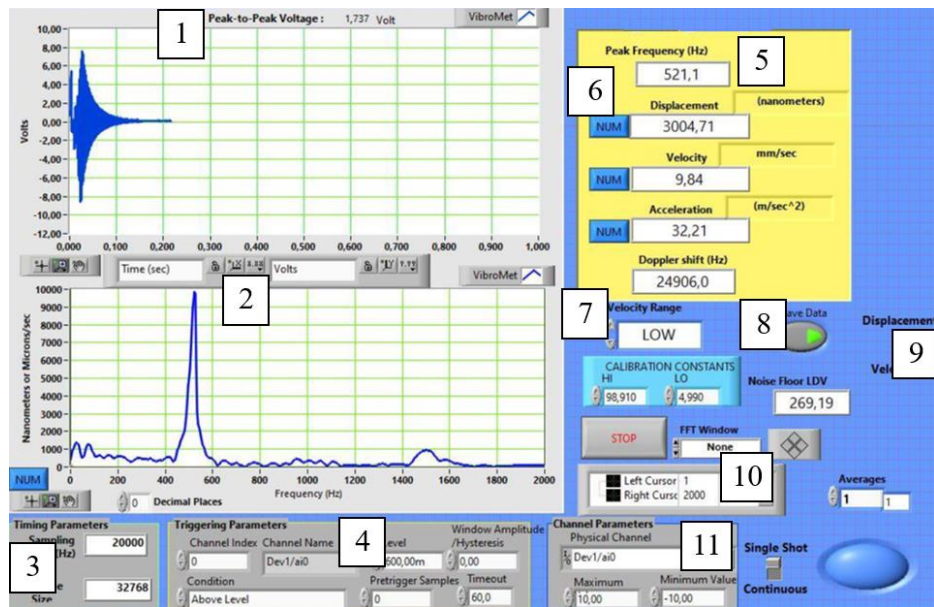 1
Peak-to-Peak Voltage : 1,737 Volt
VibroMet
10,00
8,00
6,00
4,00
2,00
0,00
-2,00
-4,00
-6,00
-8,00
-10,00
-12,00
Volts
0,000 0,100 0,200 0,300 0,400 0,500 0,600 0,700 0,800 0,900 1,000
Time (sec)
Volts
VibroMet
2
10000
9000
8000
7000
6000
5000
4000
3000
2000
1000
0
Nanometers or Microns/sec
0 200 400 600 800 1000 1200 1400 1600 1800 2000
Frequency (Hz)
NUM
0 Decimal Places
5
Peak Frequency (Hz)
521,1
6
Displacement (nanometers)
NUM 3004,71
Velocity mm/sec
NUM 9,84
Acceleration (m/sec^2)
NUM 32,21
Doppler shift (Hz)
24906,0
7
Velocity Range
LOW
8
ave Data
Displacement
9
Vel
CALIBRATION CONSTANTS
HI LO
98,910 4,990
Noise Floor LDV
269,19
STOP
FFT Window
None
10
Left Cursor 1
Right Curs 2000
Averages
1 1
Timing Parameters
Sampling
(Hz)
20000
3
32768
Size
Triggering Parameters
4
Channel Index Channel Name
0 Dev1/ai0
Level
600,00m
Window Amplitude
/Hysteresis
0,00
Condition
Above Level
Pretrigger Samples
0
Timeout
60,0
Channel Parameters
Physical Channel
Dev1/ai0
11
Maximum Minimum Value
10,00 -10,00
Single Shot
Continuous